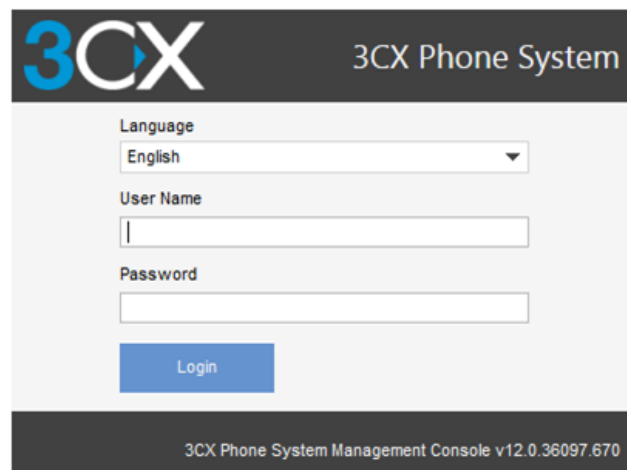 3CX
3CX Phone System
Language
English
User Name
Password
Login
3CX Phone System Management Console v12.0.36097.670